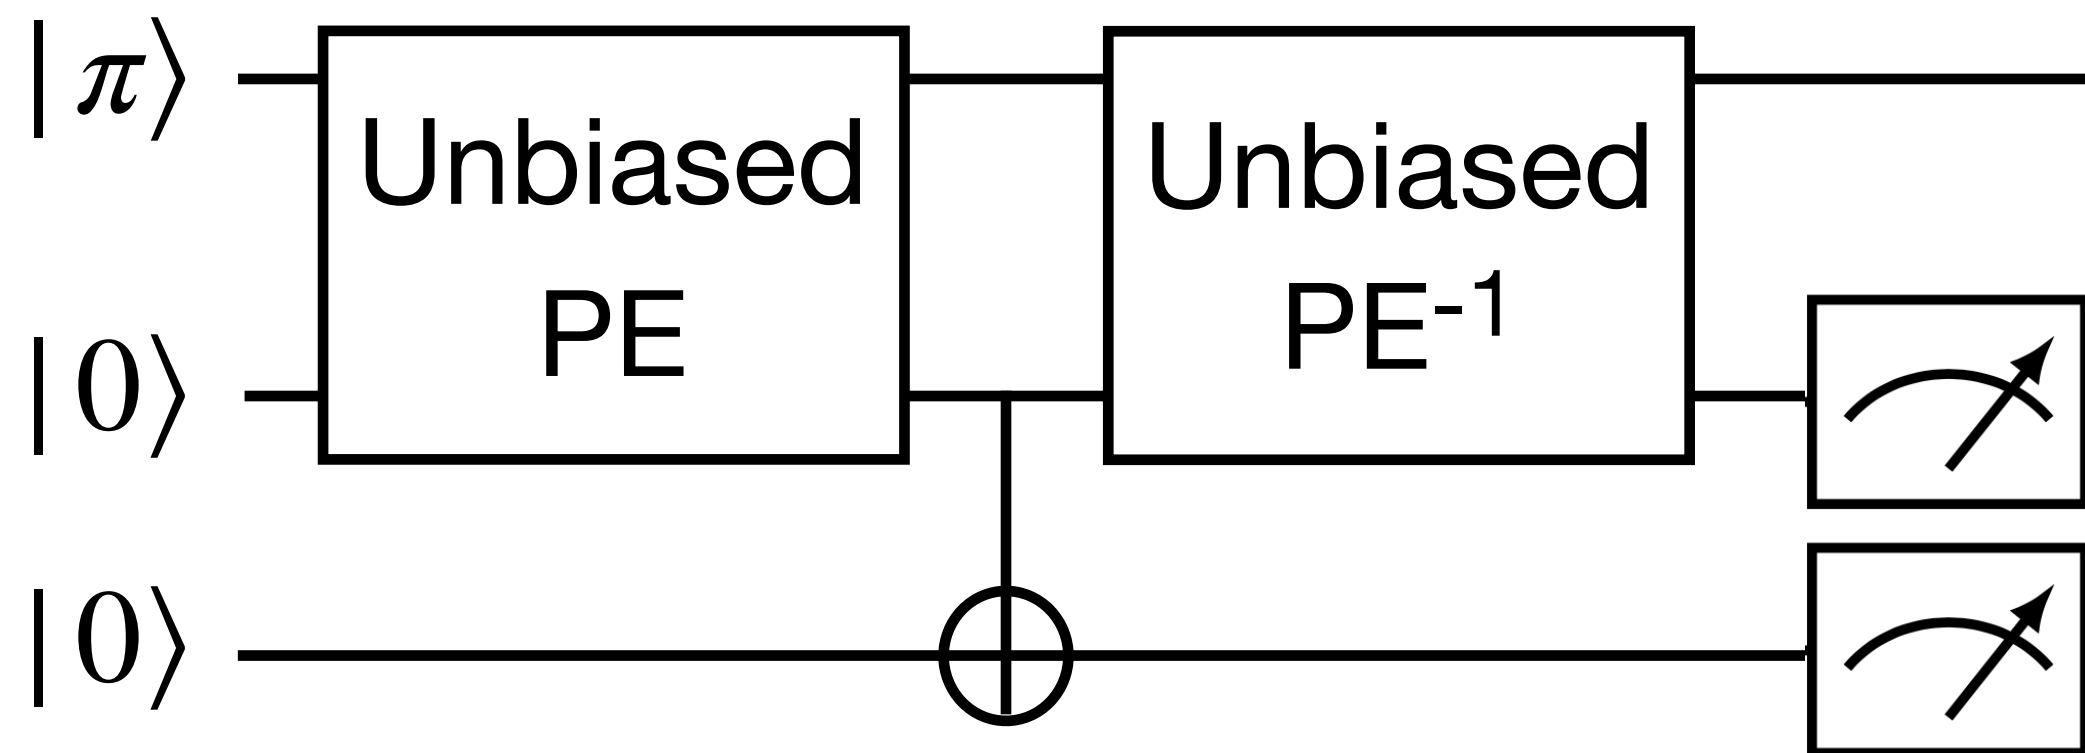 |π⟩
Unbiased
PE
Unbiased
PE-1
|0⟩
|0⟩